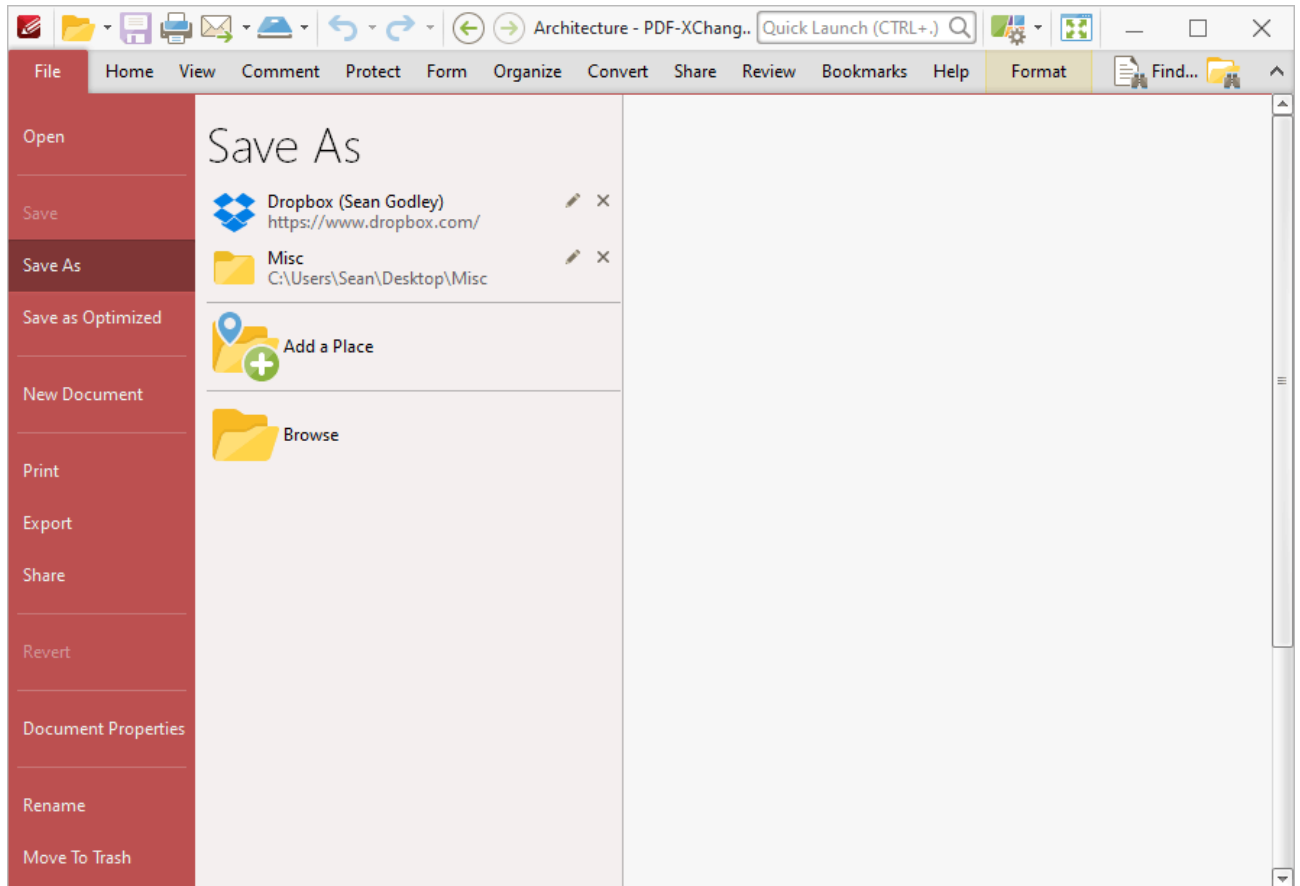 Architecture - PDF-XChang.. Quick Launch (CTRL+.)
File Home View Comment Protect Form Organize Convert Share Review Bookmarks Help Format Find...
Open
Save
Save As
Save as Optimized
New Document
Print
Export
Share
Revert
Document Properties
Rename
Move To Trash
Save As
Dropbox (Sean Godley)
https://www.dropbox.com/
Misc
C:\Users\Sean\Desktop\Misc
Add a Place
Browse